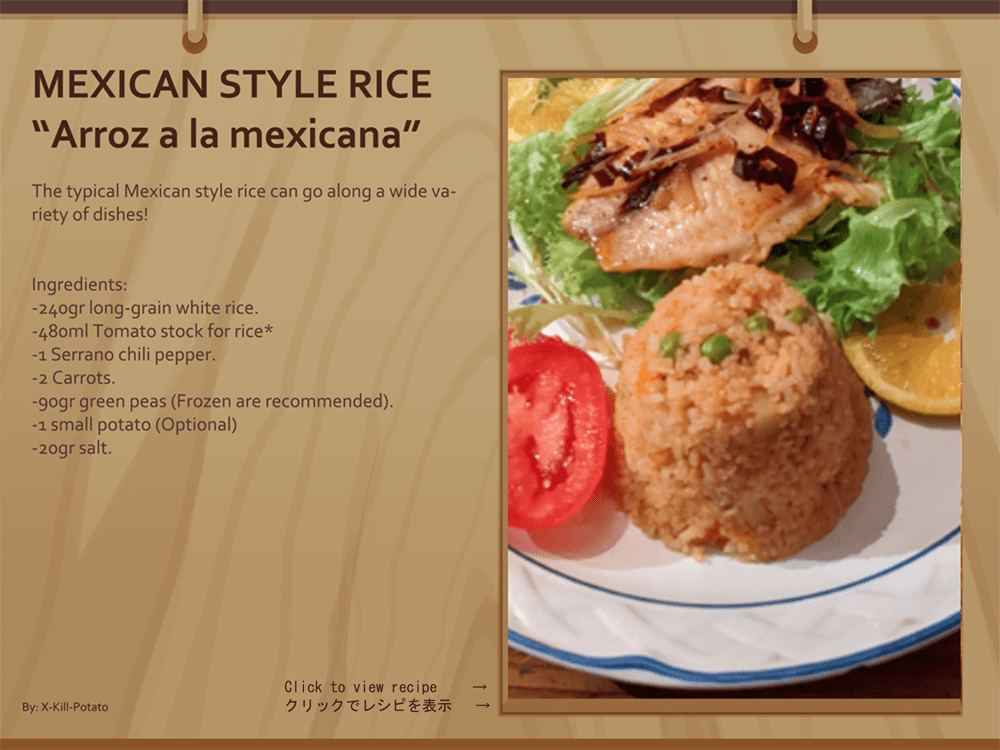 MEXICAN STYLE RICE
“Arroz a la mexicana”
The typical Mexican style rice can go along a wide va-
riety of dishes!
Ingredients:
-240gr long-grain white rice.
-480ml Tomato stock for rice*
-1 Serrano chili pepper.
-2 Carrots.
-90gr green peas (Frozen are recommended).
-1 small potato (Optional)
-20gr salt.
Click to view recipe →
クリックでレシピを表示 →
By: X-Kill-Potato